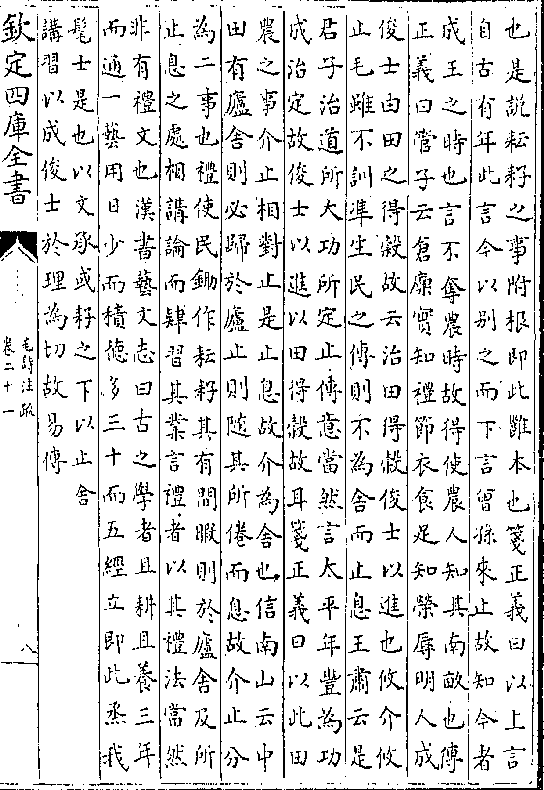 也是説耘耔之事附根即此雝本也箋正義曰以上言
自古有年此言今以别之而下言曾孫來止故知今者
成王之時也言不奪農時故得使農人知其南畝也傳
正義曰管子云倉廩實知禮節衣食足知榮辱明人成
俊士由田之得穀故云治田得穀俊士以進也攸介攸
止毛雖不訓準生民之傳則不為舍而止息王肅云是
君子治道所大功所定止傳意當然言太平年豐為功
成治定故俊士以進以田得穀故耳箋正義曰以此田
農之事介止相對止是止息故介為舍也信南山云中
田有廬舍則必歸於廬止則隨其所倦而息故介止分
為二事也禮使民鋤作耘耔其有間暇則於廬舍及所
止息之處相講論而肄習其業言禮者以其禮法當然
非有禮文也漢書藝文志曰古之學者且耕且養三年
而通一藝用日少而積德多三十而五經立即此烝我
髦士是也以文承或耔之下以止舍
講習以成俊士於理為切故易傳
欽定四庫全書
毛詩注疏
卷二十一
八